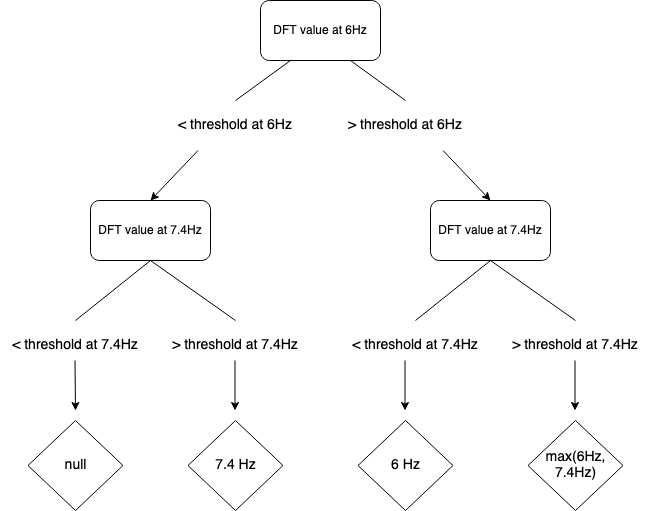 DFT value at 6Hz
< threshold at 6Hz
> threshold at 6Hz
DFT value at 7.4Hz
DFT value at 7.4Hz
< threshold at 7.4Hz
> threshold at 7.4Hz
< threshold at 7.4Hz
> threshold at 7.4Hz
null
7.4 Hz
6 Hz
max(6Hz,
7.4Hz)